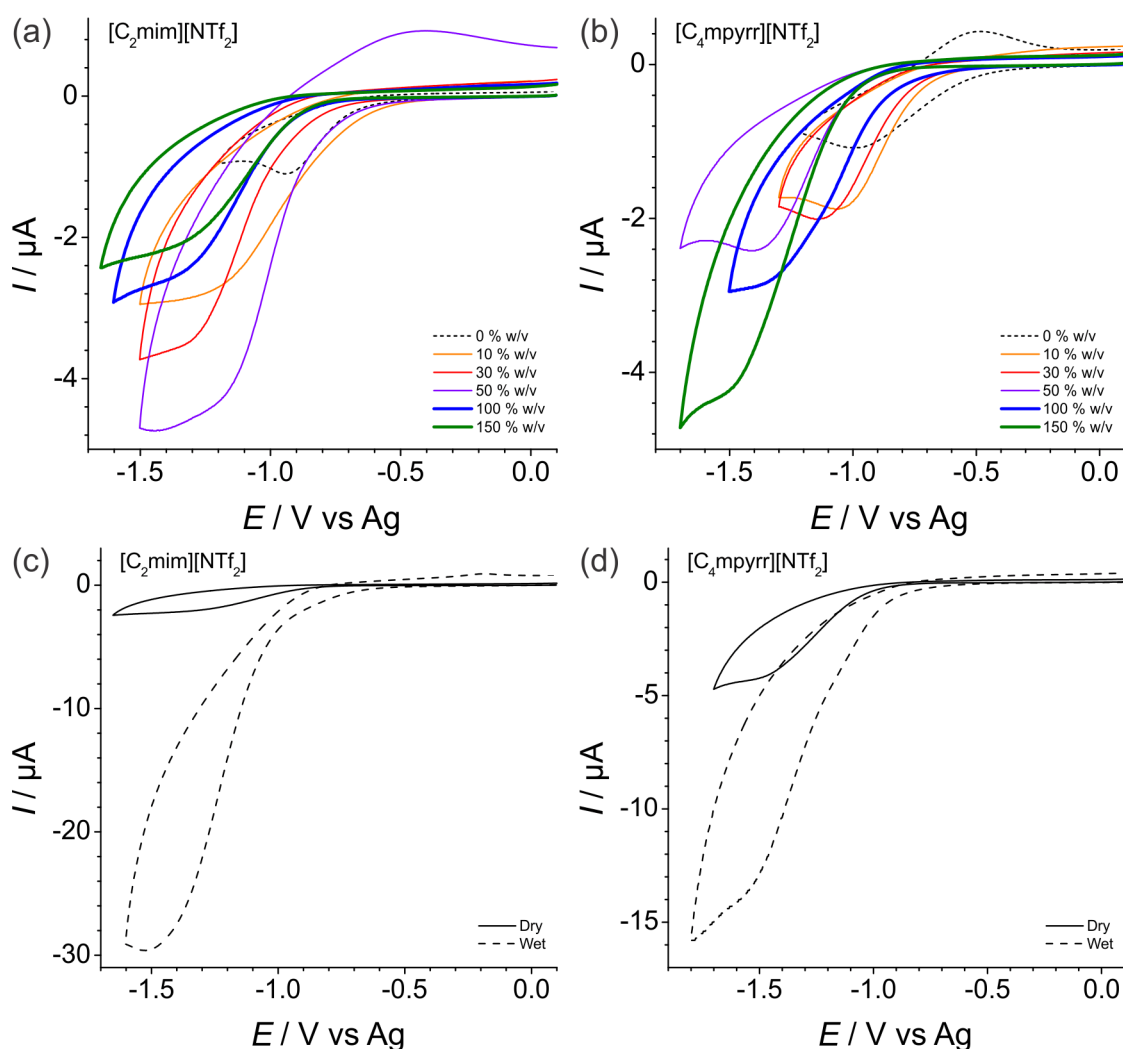 (a)
[C₂mim][NTf₂]
0
-2
-4
I / µA
0 % w/v
10 % w/v
30 % w/v
50 % w/v
100 % w/v
150 % w/v
-1.5
-1.0
-0.5
0.0
E / V vs Ag
(b)
[C₄mpyrr][NTf₂]
0
-2
-4
I / µA
0 % w/v
10 % w/v
30 % w/v
50 % w/v
100 % w/v
150 % w/v
-1.5
-1.0
-0.5
0.0
E / V vs Ag
(c)
[C₂mim][NTf₂]
0
-10
-20
-30
I / µA
Dry
Wet
-1.5
-1.0
-0.5
0.0
E / V vs Ag
(d)
[C₄mpyrr][NTf₂]
0
-5
-10
-15
I / µA
Dry
Wet
-1.5
-1.0
-0.5
0.0
E / V vs Ag